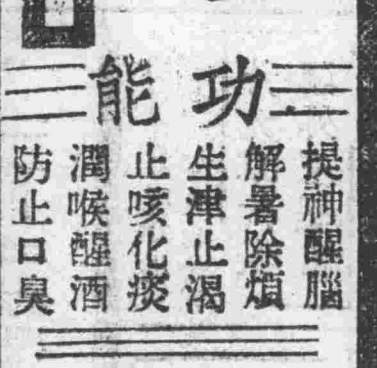 功能
提神醒腦
解暑除煩
生津止渴
止咳化痰
潤喉醒酒
防止口臭